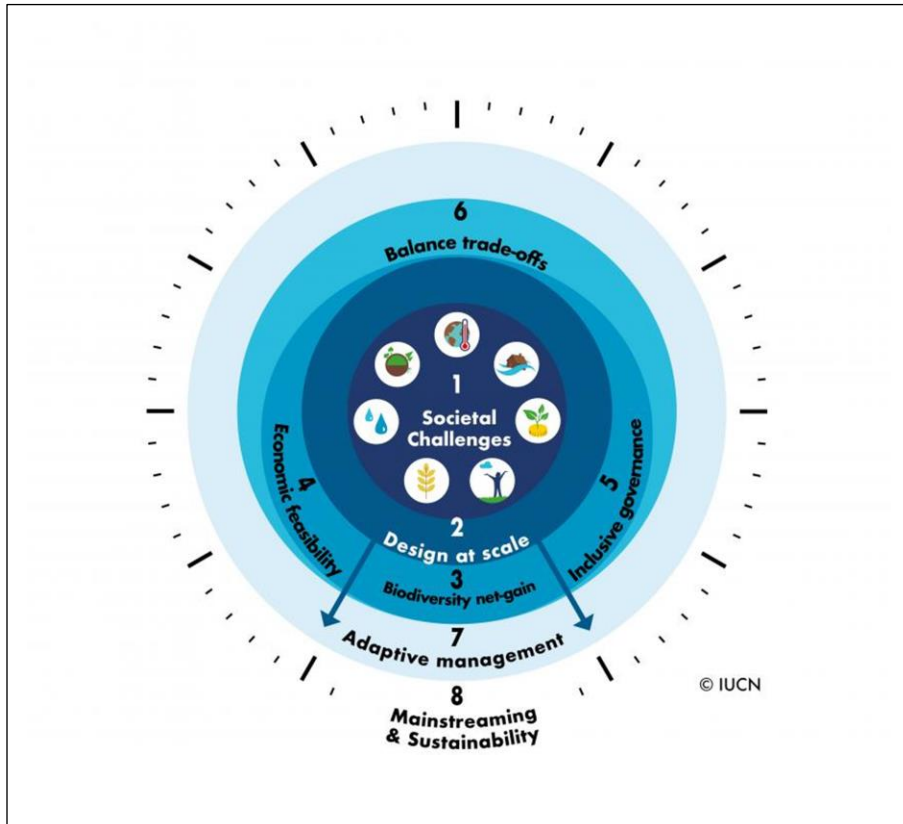 6
Balance trade-offs
1
Societal
Challenges
4
Economic feasibility
5
Inclusive governance
2
Design at scale
3
Biodiversity net-gain
7
Adaptive management
8
Mainstreaming
& Sustainability
© IUCN